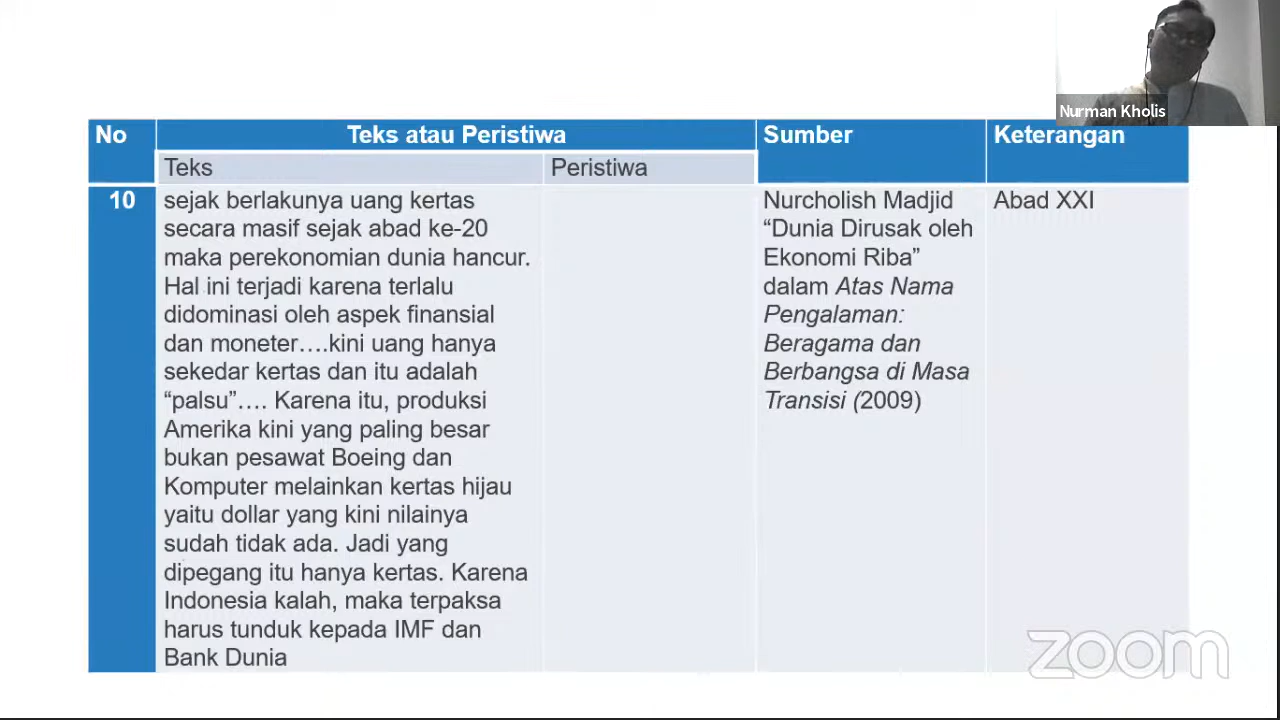 Nurman Kholis
No
Teks atau Peristiwa
Sumber
Keterangan
Teks
Peristiwa
10
sejak berlakunya uang kertas
secara masif sejak abad ke-20
maka perekonomian dunia hancur.
Hal ini terjadi karena terlalu
didominasi oleh aspek finansial
dan moneter….kini uang hanya
sekedar kertas dan itu adalah
“palsu”…. Karena itu, produksi
Amerika kini yang paling besar
bukan pesawat Boeing dan
Komputer melainkan kertas hijau
yaitu dollar yang kini nilainya
sudah tidak ada. Jadi yang
dipegang itu hanya kertas. Karena
Indonesia kalah, maka terpaksa
harus tunduk kepada IMF dan
Bank Dunia
Nurcholish Madjid
“Dunia Dirusak oleh
Ekonomi Riba”
dalam Atas Nama
Pengalaman:
Beragama dan
Berbangsa di Masa
Transisi (2009)
Abad XXI
zoom